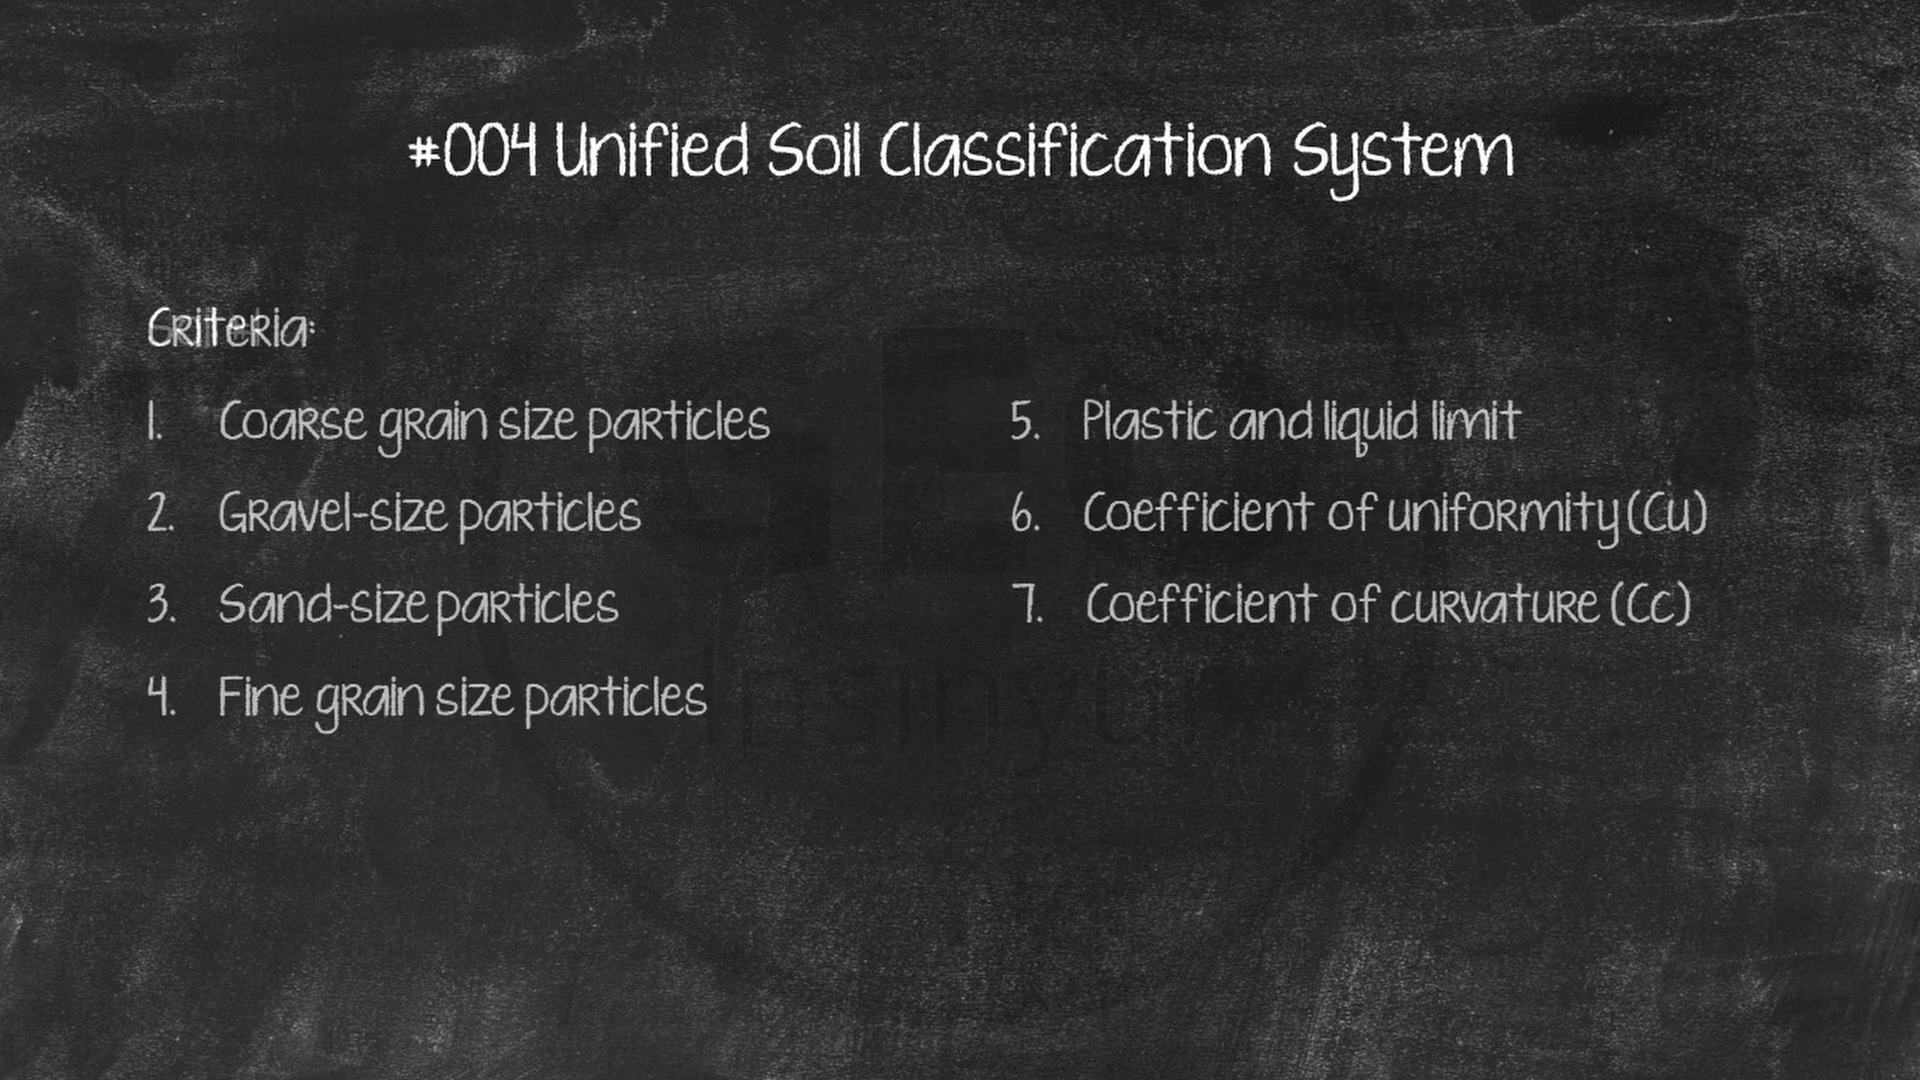 #004 Unified Soil Classification System
Criteria:
1. Coarse grain size particles
2. Gravel-size particles
3. Sand-size particles
4. Fine grain size particles
5. Plastic and liquid limit
6. Coefficient of uniformity (Cu)
7. Coefficient of curvature (Cc)